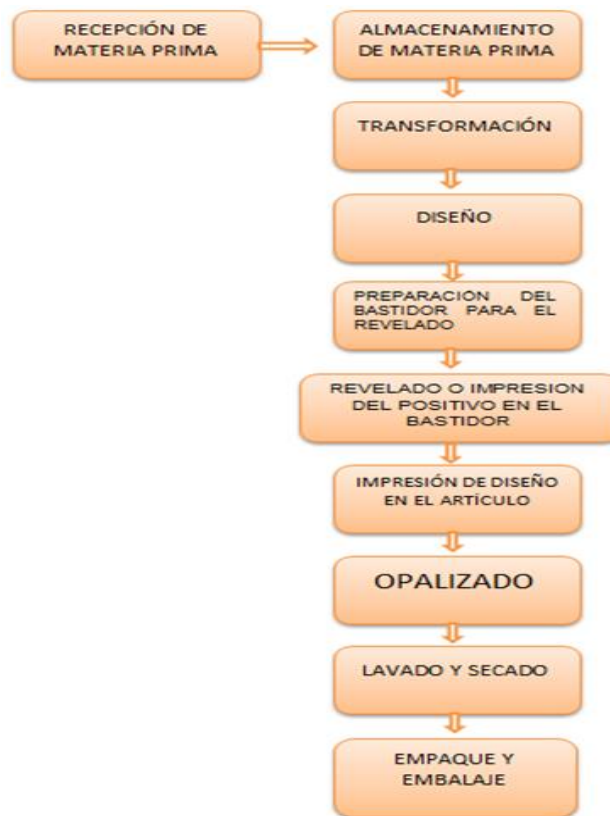 RECEPCIÓN DE
MATERIA PRIMA
ALMACENAMIENTO
DE MATERIA PRIMA
TRANSFORMACIÓN
DISEÑO
PREPARACIÓN DEL
BASTIDOR PARA EL
REVELADO
REVELADO O IMPRESION
DEL POSITIVO EN EL
BASTIDOR
IMPRESIÓN DE DISEÑO
EN EL ARTÍCULO
OPALIZADO
LAVADO Y SECADO
EMPAQUE Y
EMBALAJE